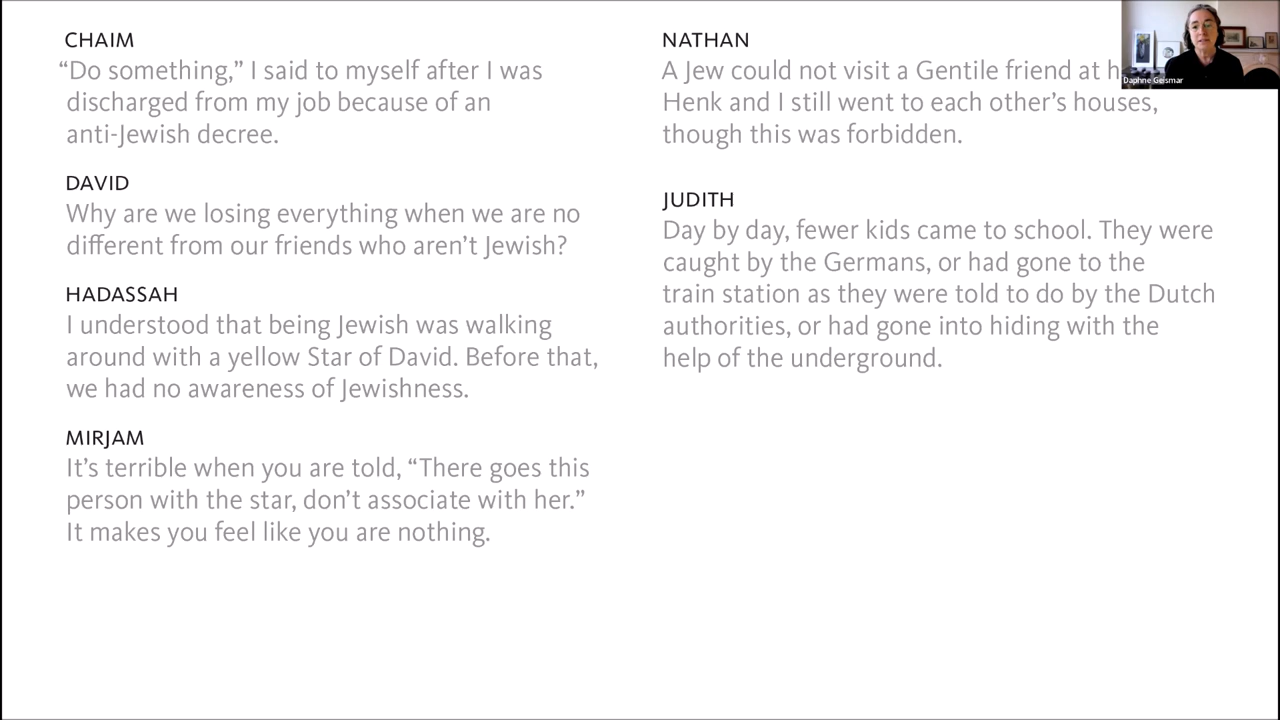 CHAIM
“Do something,” I said to myself after I was
discharged from my job because of an
anti-Jewish decree.
DAVID
Why are we losing everything when we are no
different from our friends who aren’t Jewish?
HADASSAH
I understood that being Jewish was walking
around with a yellow Star of David. Before that,
we had no awareness of Jewishness.
MIRJAM
It’s terrible when you are told, “There goes this
person with the star, don’t associate with her.”
It makes you feel like you are nothing.
NATHAN
A Jew could not visit a Gentile friend at
Henk and I still went to each other’s houses,
though this was forbidden.
JUDITH
Day by day, fewer kids came to school. They were
caught by the Germans, or had gone to the
train station as they were told to do by the Dutch
authorities, or had gone into hiding with the
help of the underground.
Daphne Geismar